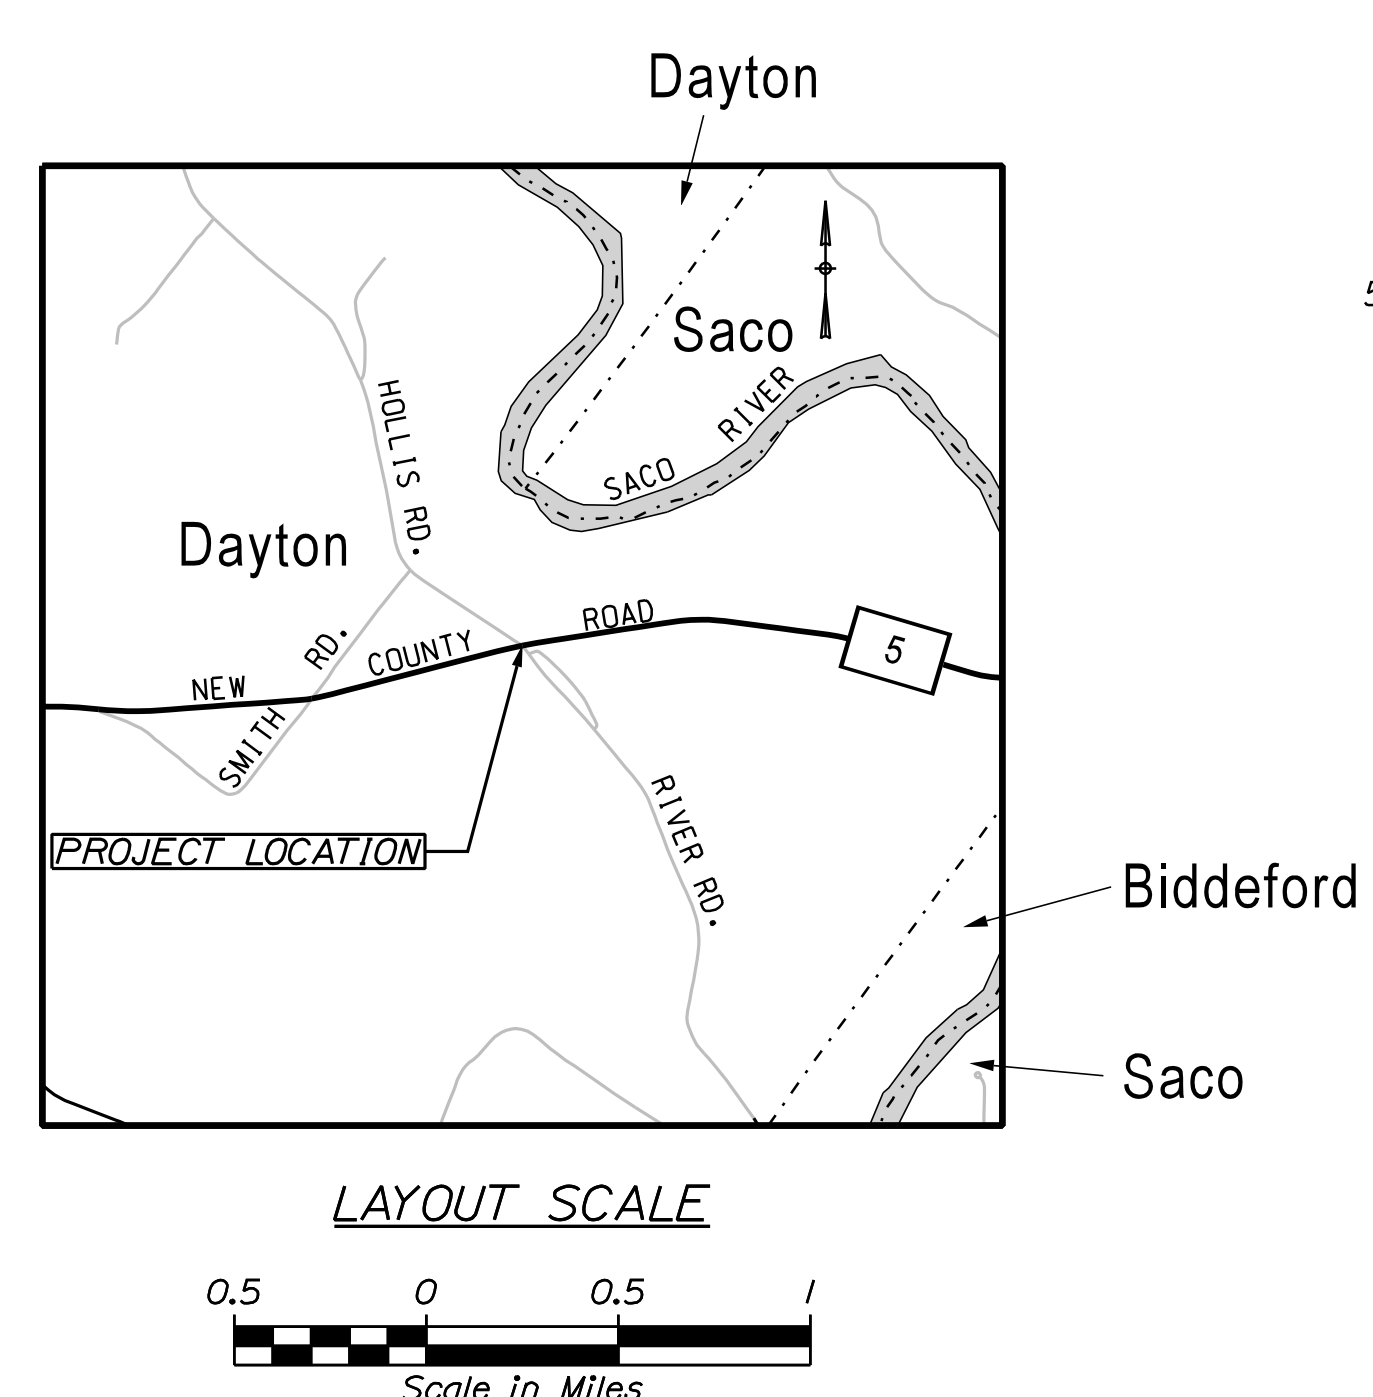 Dayton
5
Saco
SACO RIVER
HOLLIS RD.
Dayton
NEW COUNTY ROAD
5
SMITH RD.
PROJECT LOCATION
RIVER RD.
Biddeford
Saco
LAYOUT SCALE
0.5 0 0.5 1
Scale in Miles